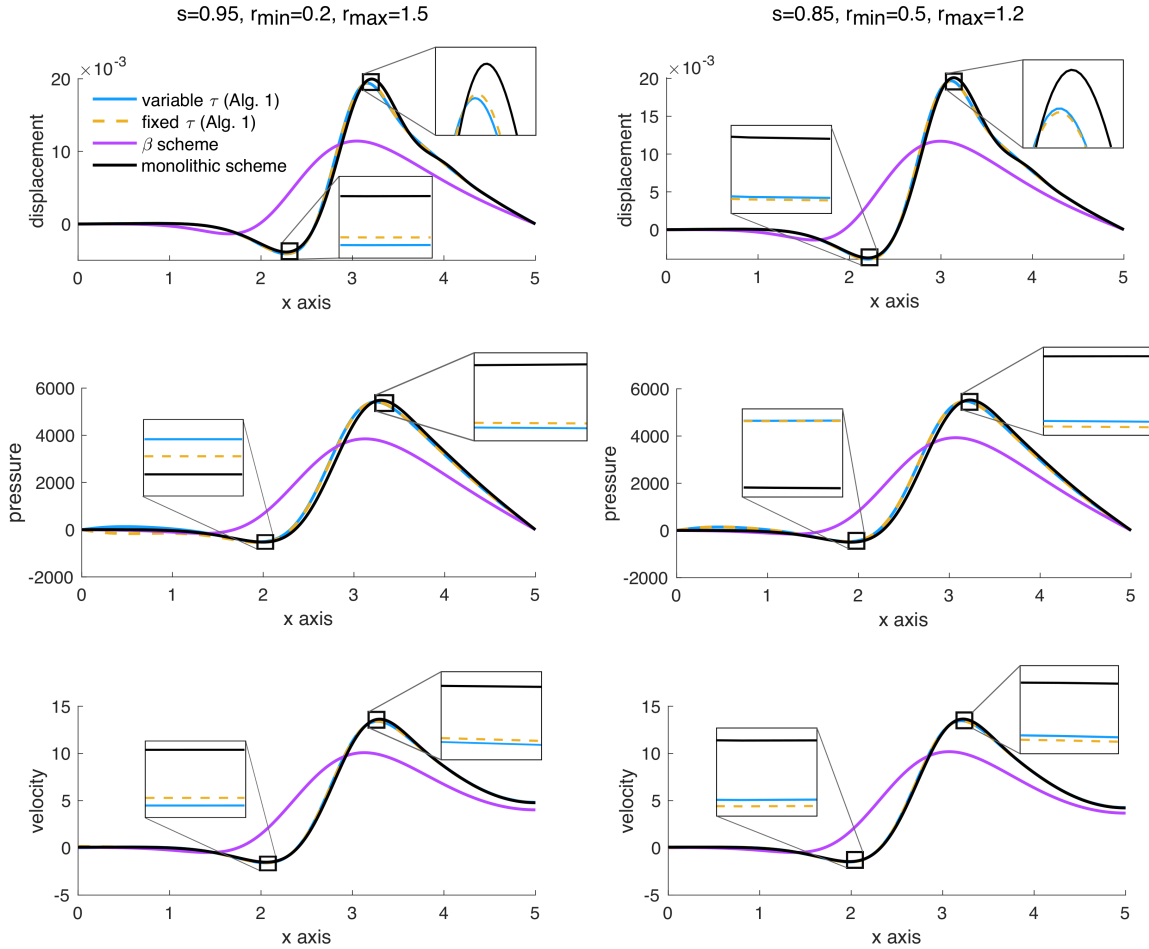 s=0.95, rmin=0.2, rmax=1.5
s=0.85, rmin=0.5, rmax=1.2
×10⁻³
20
10
0
displacement
variable τ (Alg. 1)
fixed τ (Alg. 1)
β scheme
monolithic scheme
0 1 2 3 4 5
x axis
×10⁻³
20
15
10
5
0
displacement
0 1 2 3 4 5
x axis
6000
4000
2000
0
-2000
pressure
0 1 2 3 4 5
x axis
6000
4000
2000
0
-2000
pressure
0 1 2 3 4 5
x axis
15
10
5
0
-5
velocity
0 1 2 3 4 5
x axis
15
10
5
0
-5
velocity
0 1 2 3 4 5
x axis